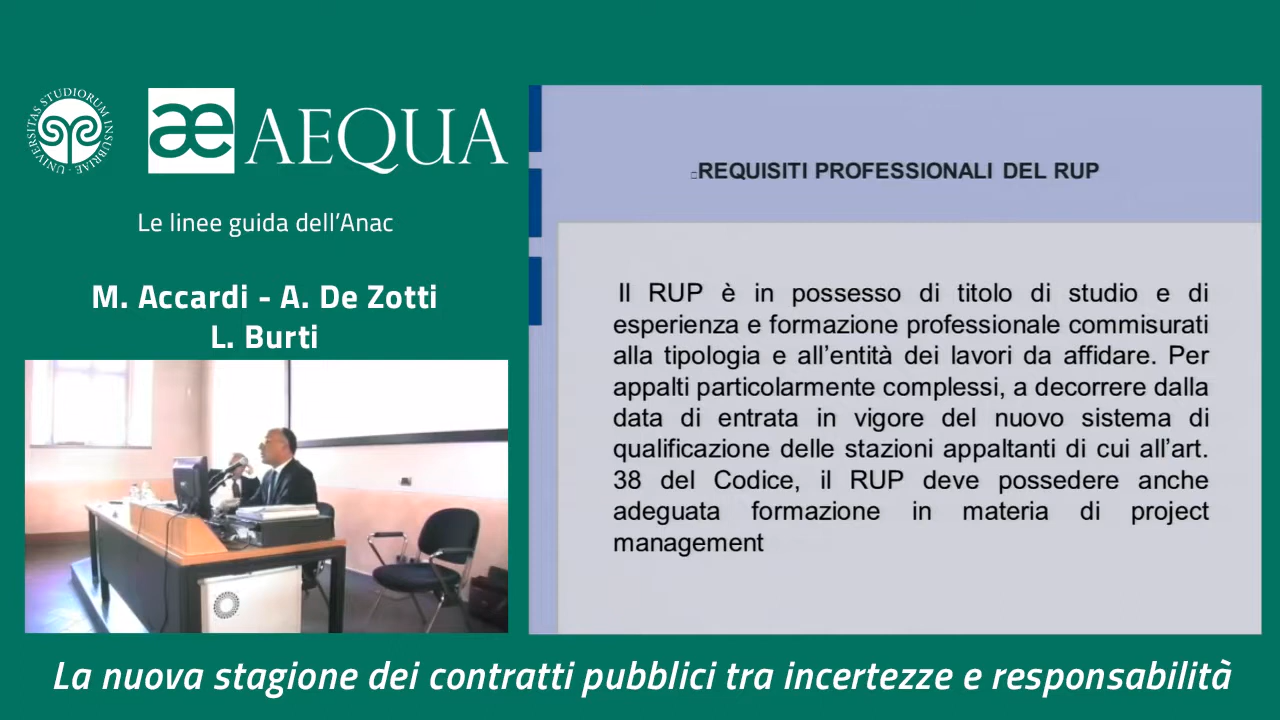 UNIVERSITAS STUDIORUM INSUBRIAE
æ AEQUA
Le linee guida dell’Anac
M. Accardi - A. De Zotti
L. Burti
REQUISITI PROFESSIONALI DEL RUP
Il RUP è in possesso di titolo di studio e di
esperienza e formazione professionale commisurati
alla tipologia e all’entità dei lavori da affidare. Per
appalti particolarmente complessi, a decorrere dalla
data di entrata in vigore del nuovo sistema di
qualificazione delle stazioni appaltanti di cui all’art.
38 del Codice, il RUP deve possedere anche
adeguata formazione in materia di project
management
La nuova stagione dei contratti pubblici tra incertezze e responsabilità